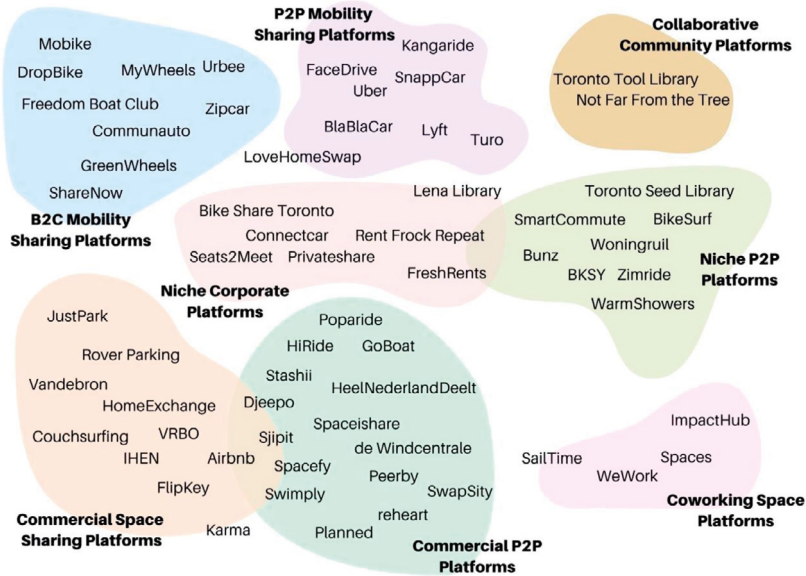 P2P Mobility
Sharing Platforms
Kangaride
FaceDrive
SnappCar
Uber
BlaBlaCar
Lyft
Turo
LoveHomeSwap
Mobike
DropBike
MyWheels
Urbee
Freedom Boat Club
Zipcar
Communauto
GreenWheels
ShareNow
B2C Mobility
Sharing Platforms
Collaborative
Community Platforms
Toronto Tool Library
Not Far From the Tree
Lena Library
Bike Share Toronto
Connectcar
Rent Frock Repeat
Seats2Meet
Privateshare
FreshRents
Niche Corporate
Platforms
Toronto Seed Library
SmartCommute
BikeSurf
Woningruil
Bunz
BKSY
Zimride
WarmShowers
Niche P2P
Platforms
JustPark
Rover Parking
Vandebron
HomeExchange
Couchsurfing
VRBO
IHEN
Airbnb
FlipKey
Commercial Space
Sharing Platforms
Karma
Poparide
HiRide
GoBoat
Stashii
HeelNederlandDeelt
Djeepo
Spaceishare
Sjipit
de Windcentrale
Spacefy
Peerby
Swimply
SwapSity
reheart
Planned
Commercial P2P
Platforms
ImpactHub
SailTime
Spaces
WeWork
Coworking Space
Platforms